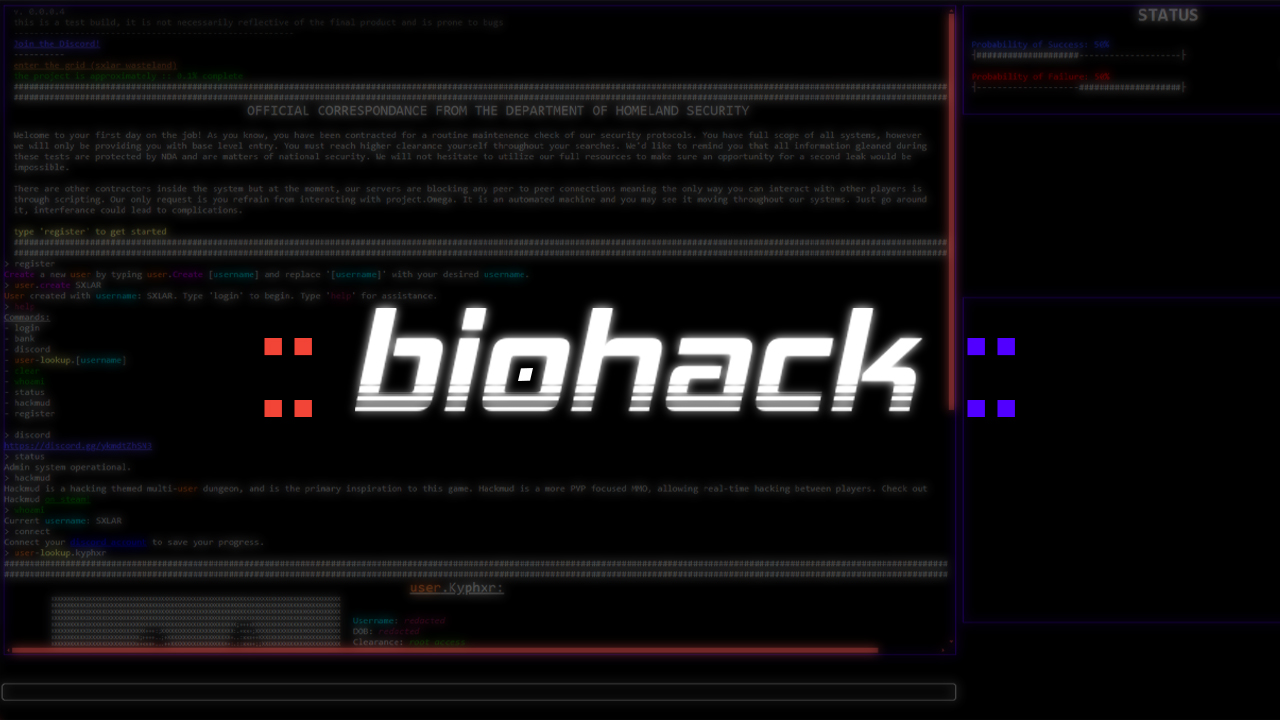 v. 0.0.0.4
this is a test build, it is not necessarily reflective of the final product and is prone to bugs
Join the Discord!
enter the grid (sxlar wasteland)
the project is approximately :: 0.1% complete
OFFICIAL CORRESPONDANCE FROM THE DEPARTMENT OF HOMELAND SECURITY
Welcome to your first day on the job! As you know, you have been contracted for a routine maintenence check of our security protocols. You have full scope of all systems, however
we will only be providing you with base level entry. You must reach higher clearance yourself throughout your searches. We'd like to remind you that all information gleaned during
these tests are protected by NDA and are matters of national security. We will not hesitate to utilize our full resources to make sure an opportunity for a second leak would be
impossible.
There are other contractors inside the system but at the moment, our servers are blocking any peer to peer connections meaning the only way you can interact with other players is
through scripting. Our only request is you refrain from interacting with project.Omega. It is an automated machine and you may see it moving throughout our systems. Just go around
it, interferance could lead to complications.
type `register` to get started
> register
Create a new user by typing user.Create [username] and replace '[username]' with your desired username.
> user.create SXLAR
User created with username: SXLAR. Type 'login' to begin. Type 'help' for assistance.
> help
Commands:
- login
- bank
- discord
- user-lookup.[username]
- clear
- whoami
- status
- hackmud
- register
> discord
> status
Admin system operational.
> hackmud
Hackmud is a hacking themed multi-user dungeon, and is the primary inspiration to this game. Hackmud is a more PVP focused MMO, allowing real-time hacking between players. Check out
Hackmud on steam!
> whoami
Current username: SXLAR
> connect
Connect your discord account to save your progress.
> user-lookup.kyphxr
user.Kyphxr:
Username: redacted
DOB: redacted
Clearance: root-access
STATUS
Probability of Success: 50%
Probability of Failure: 50%
:: biohack ::